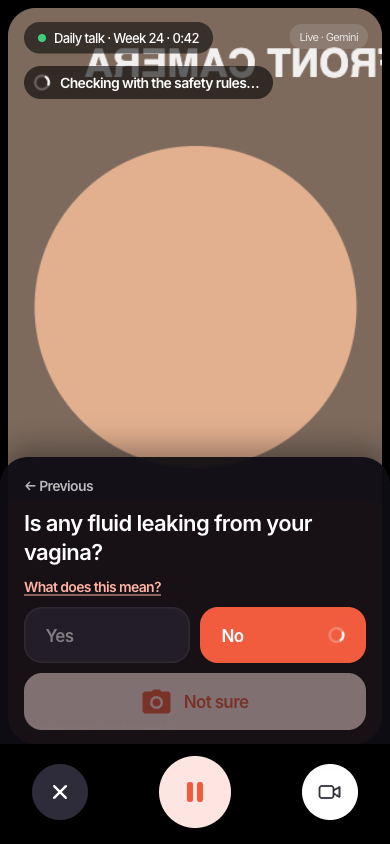 Daily talk · Week 24 · 0:42
Live · Gemini
FRONT CAMERA
Checking with the safety rules…
← Previous
Is any fluid leaking from your
vagina?
What does this mean?
Yes
No
Not sure